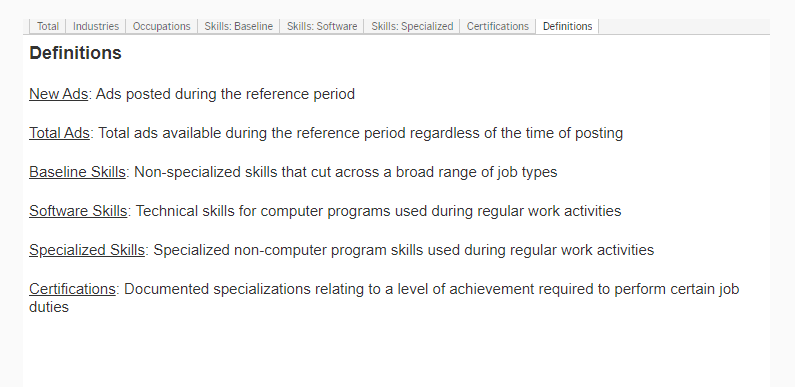 Total Industries Occupations Skills: Baseline Skills: Software Skills: Specialized Certifications Definitions
Definitions
New Ads: Ads posted during the reference period
Total Ads: Total ads available during the reference period regardless of the time of posting
Baseline Skills: Non-specialized skills that cut across a broad range of job types
Software Skills: Technical skills for computer programs used during regular work activities
Specialized Skills: Specialized non-computer program skills used during regular work activities
Certifications: Documented specializations relating to a level of achievement required to perform certain job
duties